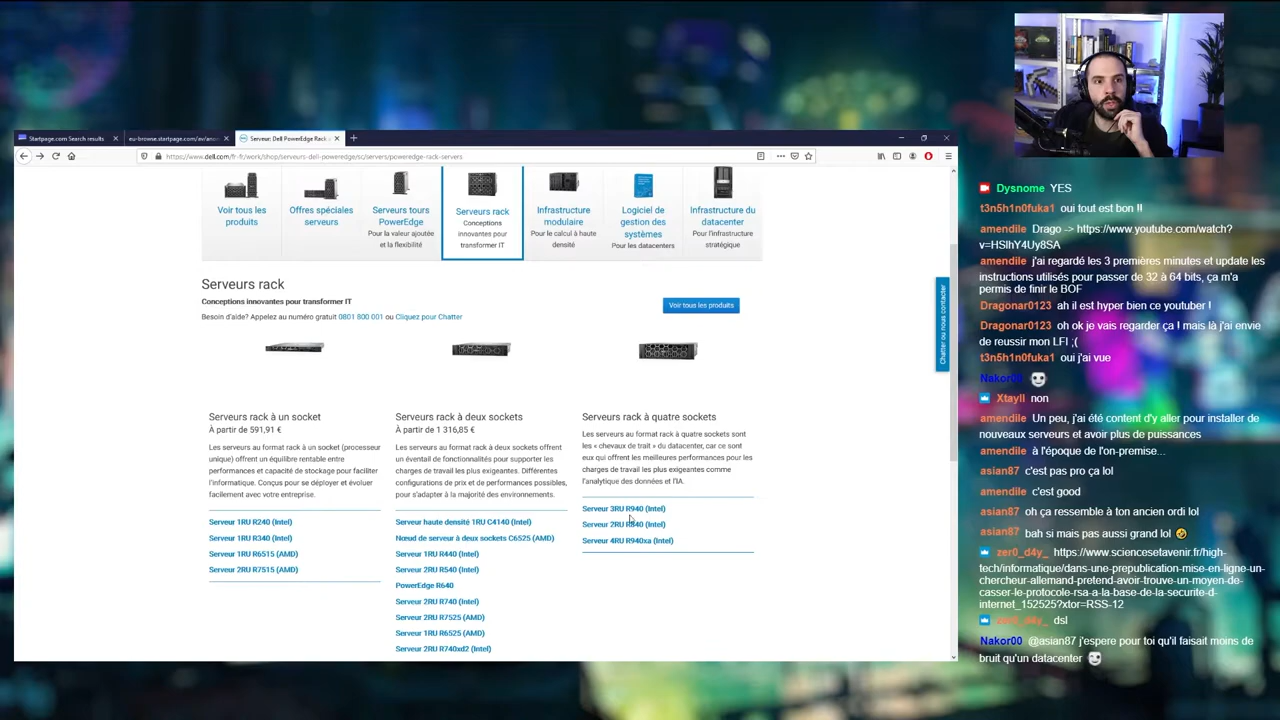 Startpage.com Search results
eu-browse.startpage.com/av/anon
Serveur: Dell PowerEdge Rack
https://www.dell.com/fr-fr/work/shop/serveurs-dell-poweredge/sc/servers/poweredge-rack-servers
Voir tous les
produits
Offres spéciales
serveurs
Serveurs tours
PowerEdge
Pour la valeur ajoutée
et la flexibilité
Serveurs rack
Conceptions
innovantes pour
transformer IT
Infrastructure
modulaire
Pour le calcul à haute
densité
Logiciel de
gestion des
systèmes
Pour les datacenters
Infrastructure du
datacenter
Pour l'infrastructure
stratégique
Serveurs rack
Conceptions innovantes pour transformer IT
Voir tous les produits
Besoin d'aide? Appelez au numéro gratuit 0801 800 001 ou Cliquez pour Chatter
Chatter ou nous contacter
Serveurs rack à un socket
À partir de 591,91 €
Les serveurs au format rack à un socket (processeur
unique) offrent un équilibre rentable entre
performances et capacité de stockage pour faciliter
l'informatique. Conçus pour se déployer et évoluer
facilement avec votre entreprise.
Serveur 1RU R240 (Intel)
Serveur 1RU R340 (Intel)
Serveur 1RU R6515 (AMD)
Serveur 2RU R7515 (AMD)
Serveurs rack à deux sockets
À partir de 1 316,85 €
Les serveurs au format rack à deux sockets offrent
un éventail de fonctionnalités pour supporter les
charges de travail les plus exigeantes. Différentes
configurations de prix et de performances possibles,
pour s'adapter à la majorité des environnements.
Serveur haute densité 1RU C4140 (Intel)
Nœud de serveur à deux sockets C6525 (AMD)
Serveur 1RU R440 (Intel)
Serveur 2RU R540 (Intel)
PowerEdge R640
Serveur 2RU R740 (Intel)
Serveur 2RU R7525 (AMD)
Serveur 1RU R6525 (AMD)
Serveur 2RU R740xd2 (Intel)
Serveurs rack à quatre sockets
Les serveurs au format rack à quatre sockets sont
les « chevaux de trait » du datacenter, car ce sont
eux qui offrent les meilleures performances pour les
charges de travail les plus exigeantes comme
l'analytique des données et l'IA.
Serveur 3RU R940 (Intel)
Serveur 2RU R840 (Intel)
Serveur 4RU R940xa (Intel)
Dysnome YES
t3n5h1n0fuka1 oui tout est bon !!
amendile Drago -> https://www.youtube.com/watch?
v=HSlhY4Uy8SA
amendile j'ai regardé les 3 premières minutes et update les
instructions utilisés pour passer de 32 à 64 bits, ça m'a
permis de finir le BOF
Dragonar0123 ah il est hyper bien ce youtuber !
Dragonar0123 oh ok je vais regarder ça ! mais là j'ai envie
de reussir mon LFI ;(
t3n5h1n0fuka1 oui j'ai vue
Nakor00
Xtayll non
amendile Un peu, j'ai été content d'y aller pour installer de
nouveaux serveurs et avoir plus de puissances
amendile à l'époque de l'on-premise...
asian87 c'est pas pro ça lol
amendile c'est good
asian87 oh ça ressemble à ton ancien ordi lol
asian87 bah si mais pas aussi grand lol 🤣
zer0_d4y_ https://www.sciencesetavenir.fr/high-
tech/informatique/dans-une-prepublication-mise-en-ligne-un-
chercheur-allemand-pretend-avoir-trouve-un-moyen-de-
casser-le-protocole-rsa-a-la-base-de-la-securite-d-
internet_152525?xtor=RSS-12
zer0_d4y_ dsl
Nakor00 @asian87 j'espere pour toi qu'il faisait moins de
bruit qu'un datacenter